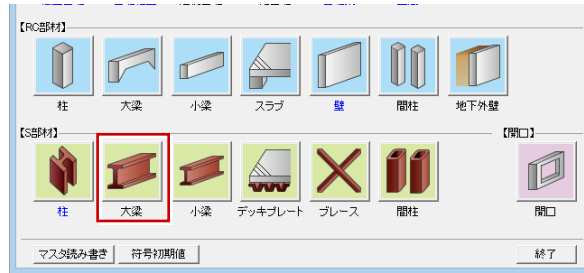 【RC部材】
柱 大梁 小梁 スラブ 壁 間柱 地下外壁
【S部材】 【開口】
柱 大梁 小梁 デッキプレート ブレース 間柱 開口
マスタ読み書き 符号初期値 終了